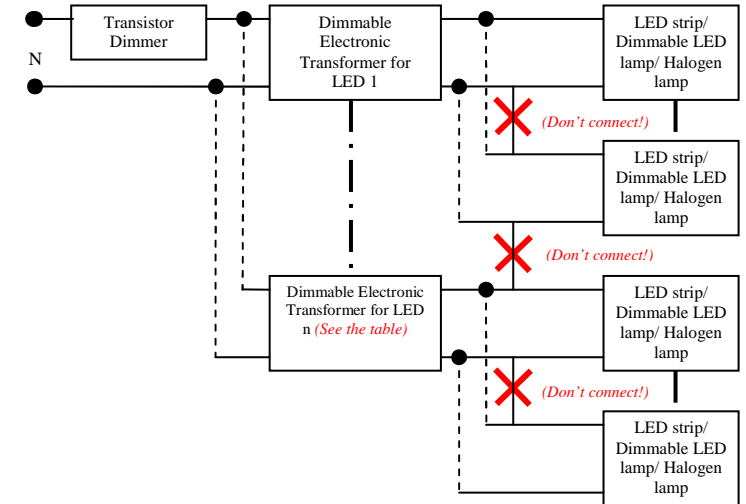 Transistor
Dimmer
N
Dimmable
Electronic
Transformer for
LED 1
LED strip/
Dimmable LED
lamp/ Halogen
lamp
(Don't connect!)
LED strip/
Dimmable LED
lamp/ Halogen
lamp
(Don't connect!)
Dimmable Electronic
Transformer for LED
n (See the table)
LED strip/
Dimmable LED
lamp/ Halogen
lamp
(Don't connect!)
LED strip/
Dimmable LED
lamp/ Halogen
lamp